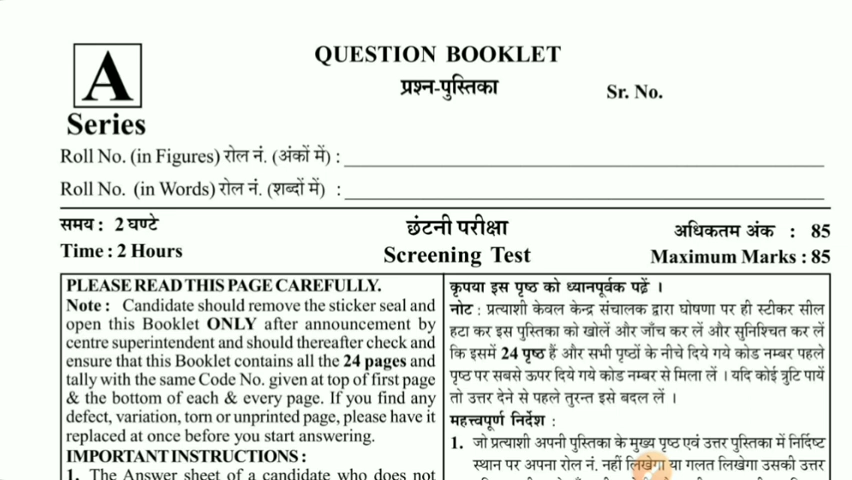 A
Series
QUESTION BOOKLET
प्रश्न-पुस्तिका
Sr. No.
Roll No. (in Figures) रोल नं. (अंकों में) :
Roll No. (in Words) रोल नं. (शब्दों में) :
समय : 2 घण्टे
Time : 2 Hours
छंटनी परीक्षा
Screening Test
अधिकतम अंक : 85
Maximum Marks : 85
PLEASE READ THIS PAGE CAREFULLY.
Note : Candidate should remove the sticker seal and
open this Booklet ONLY after announcement by
centre superintendent and should thereafter check and
ensure that this Booklet contains all the 24 pages and
tally with the same Code No. given at top of first page
& the bottom of each & every page. If you find any
defect, variation, torn or unprinted page, please have it
replaced at once before you start answering.
IMPORTANT INSTRUCTIONS :
1. The Answer sheet of a candidate who does not
कृपया इस पृष्ठ को ध्यानपूर्वक पढ़ें ।
नोट : प्रत्याशी केवल केन्द्र संचालक द्वारा घोषणा पर ही स्टीकर सील
हटा कर इस पुस्तिका को खोलें और जाँच कर लें और सुनिश्चित कर लें
कि इसमें 24 पृष्ठ हैं और सभी पृष्ठों के नीचे दिये गये कोड नम्बर पहले
पृष्ठ पर सबसे ऊपर दिये गये कोड नम्बर से मिला लें । यदि कोई त्रुटि पायें
तो उत्तर देने से पहले तुरन्त इसे बदल लें ।
महत्त्वपूर्ण निर्देश :
1. जो प्रत्याशी अपनी पुस्तिका के मुख्य पृष्ठ एवं उत्तर पुस्तिका में निर्दिष्ट
स्थान पर अपना रोल नं. नहीं लिखेगा या गलत लिखेगा उसकी उत्तर